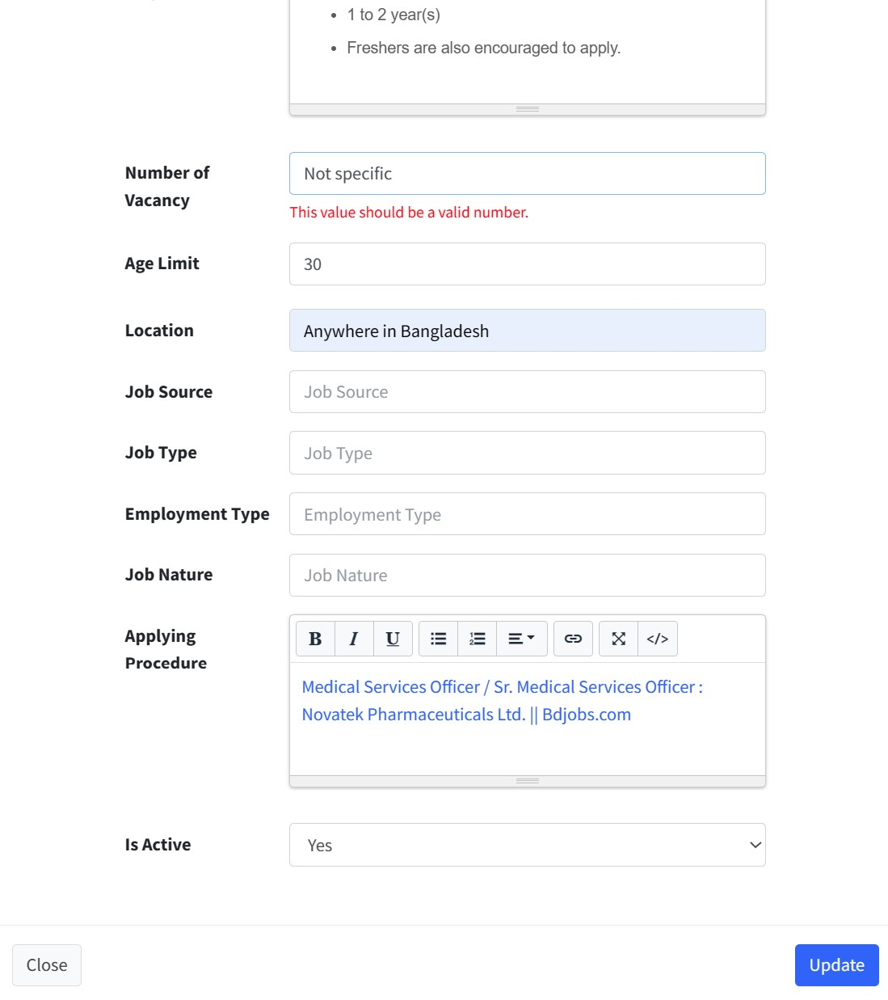 1 to 2 year(s)
Freshers are also encouraged to apply.
Number of
Vacancy
Not specific
This value should be a valid number.
Age Limit
30
Location
Anywhere in Bangladesh
Job Source
Job Source
Job Type
Job Type
Employment Type
Employment Type
Job Nature
Job Nature
Applying
Procedure
B I U </>
Medical Services Officer / Sr. Medical Services Officer :
Novatek Pharmaceuticals Ltd. || Bdjobs.com
Is Active
Yes
Close
Update